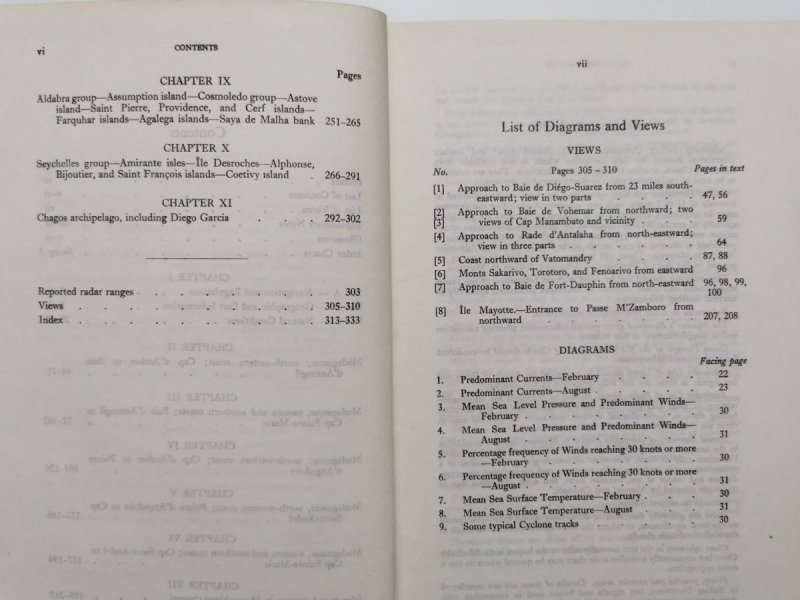 vi
CONTENTS
Pages
CHAPTER IX
Aldabra group—Assumption island—Cosmoledo group—Astove
island—Saint Pierre, Providence, and Cerf islands—
Farquhar islands—Agalega islands—Saya de Malha bank 251-265
CHAPTER X
Seychelles group—Amirante isles—Île Desroches—Alphonse,
Bijoutier, and Saint François islands—Coetivy island . 266-291
CHAPTER XI
Chagos archipelago, including Diego Garcia . . . 292-302
Reported radar ranges . . . . . . . . 303
Views . . . . . . . . . . 305-310
Index . . . . . . . . . . 313-333
vii
List of Diagrams and Views
VIEWS
No. Pages 305-310 Pages in text
[1] Approach to Baie de Diégo-Suarez from 23 miles south-
eastward; view in two parts . . . . 47, 56
[2] Approach to Baie de Vohemar from northward; two
[3] views of Cap Manambato and vicinity . . . 59
[4] Approach to Rade d'Antalaha from north-eastward;
view in three parts . . . . . 64
[5] Coast northward of Vatomandry . . . . 87, 88
[6] Monts Sakarivo, Torotoro, and Fenoarivo from eastward 96
[7] Approach to Baie de Fort-Dauphin from north-eastward 96, 98, 99,
100
[8] Île Mayotte.—Entrance to Passe M'Zamboro from
northward . . . . . . 207, 208
DIAGRAMS
Facing page
1. Predominant Currents—February . . . . 22
2. Predominant Currents—August . . . . 23
3. Mean Sea Level Pressure and Predominant Winds—
February . . . . . . . 30
4. Mean Sea Level Pressure and Predominant Winds—
August . . . . . . . 31
5. Percentage frequency of Winds reaching 30 knots or more
—February . . . . . . 30
6. Percentage frequency of Winds reaching 30 knots or more
—August . . . . . . . 31
7. Mean Sea Surface Temperature—February . . . 30
8. Mean Sea Surface Temperature—August . . . 31
9. Some typical Cyclone tracks . . . . . 30